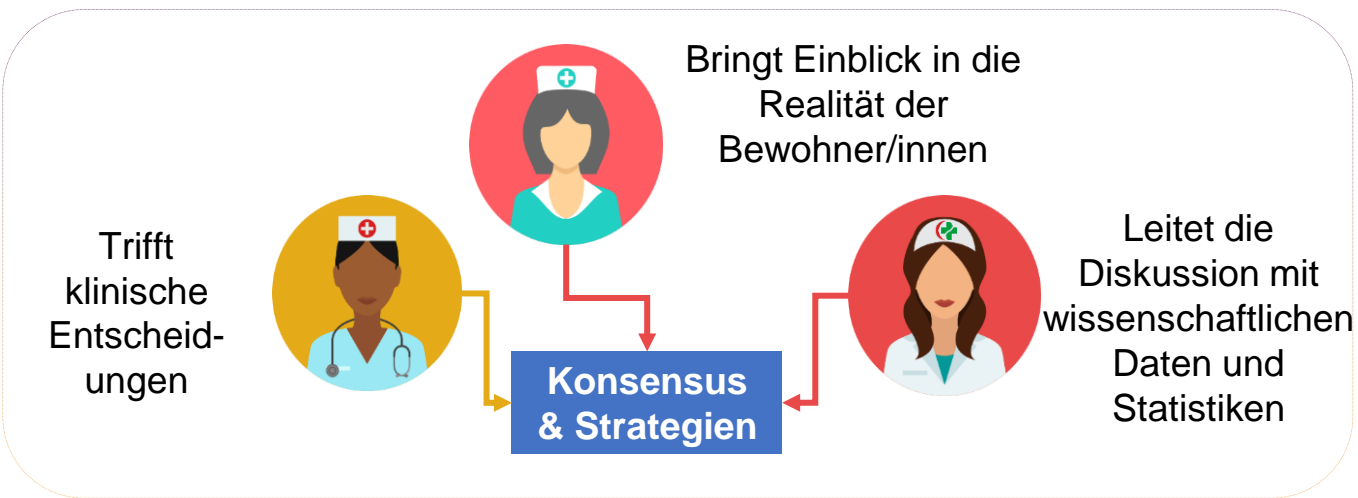 Bringt Einblick in die
Realität der
Bewohner/innen
Trifft
klinische
Entscheid-
ungen
Leitet die
Diskussion mit
wissenschaftlichen
Daten und
Statistiken
Konsensus
& Strategien